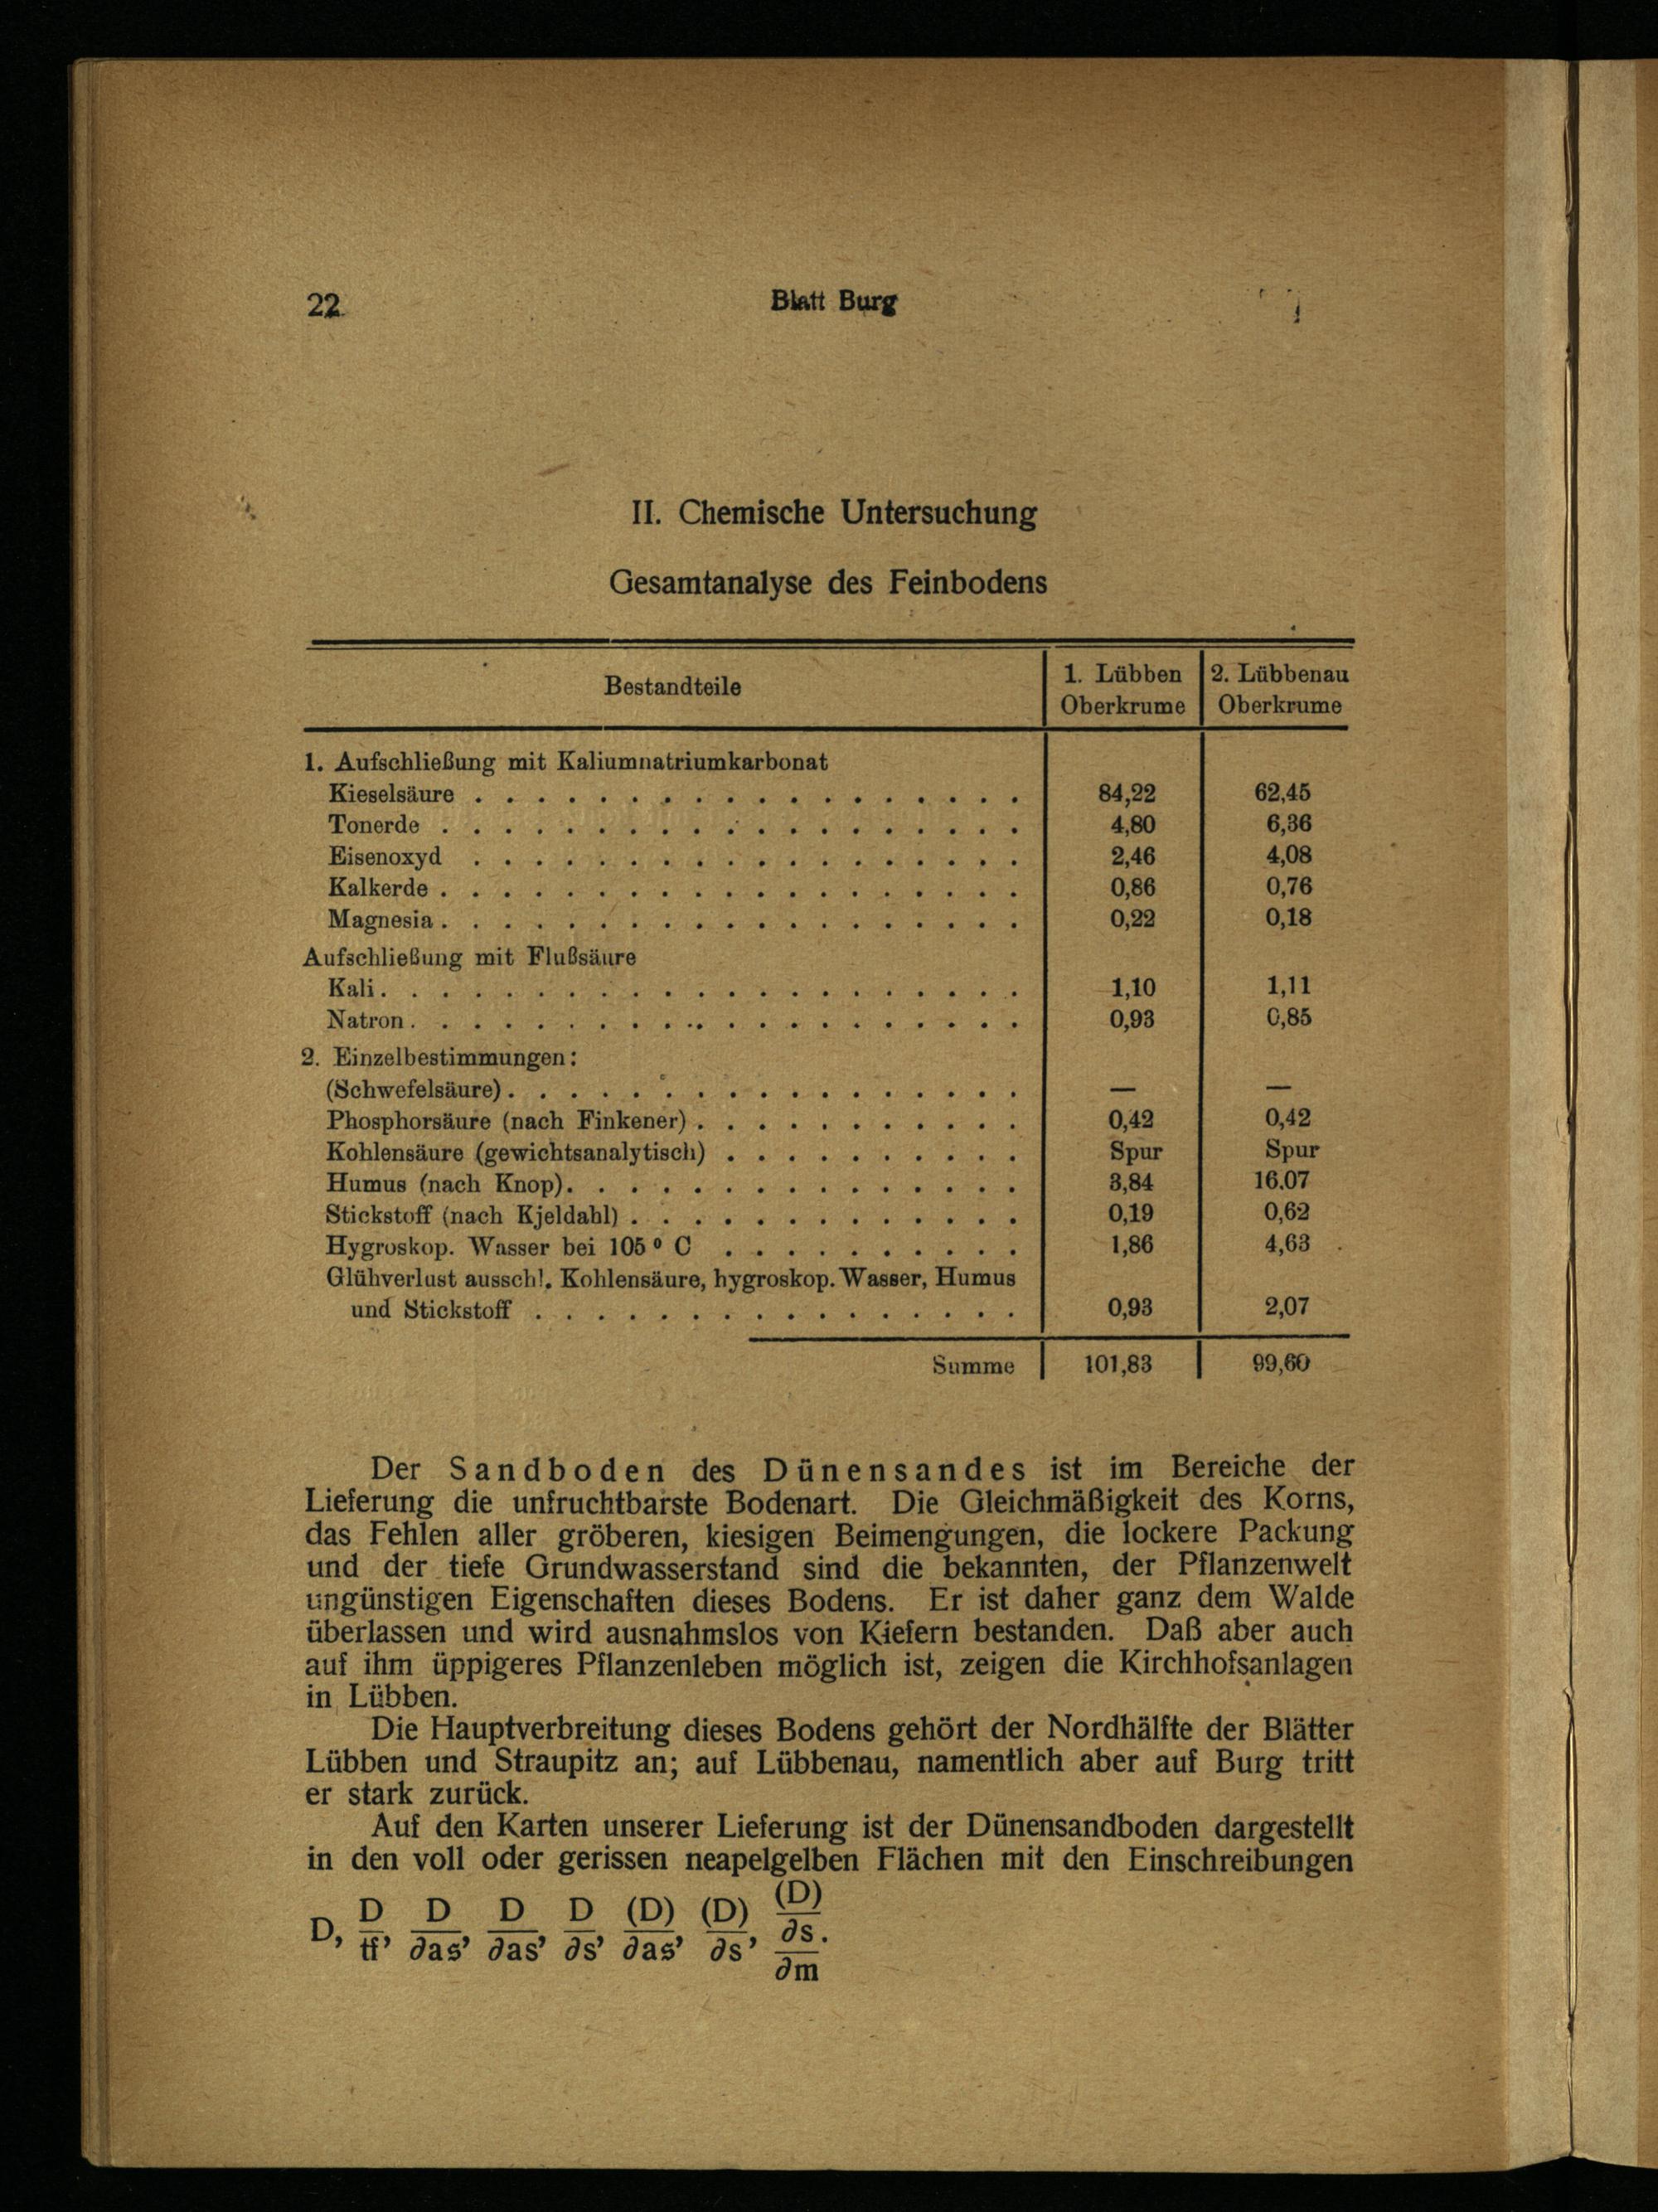 22
Blatt Burg
II. Chemische Untersuchung
Gesamtanalyse des Feinbodens
Bestandteile | 1. Lübben Oberkrume | 2. Lübbenau Oberkrume
1. Aufschließung mit Kaliumnatriumkarbonat
Kieselsäure . . . . . . . . . . . . . . . . . . 84,22 62,45
Tonerde . . . . . . . . . . . . . . . . . . . 4,80 6,36
Eisenoxyd . . . . . . . . . . . . . . . . . . 2,46 4,08
Kalkerde . . . . . . . . . . . . . . . . . . . 0,86 0,76
Magnesia . . . . . . . . . . . . . . . . . . . 0,22 0,18
Aufschließung mit Flußsäure
Kali . . . . . . . . . . . . . . . . . . . . . 1,10 1,11
Natron . . . . . . . . . . . . . . . . . . . . 0,93 0,85
2. Einzelbestimmungen:
(Schwefelsäure) . . . . . . . . . . . . . . . . . — —
Phosphorsäure (nach Finkener) . . . . . . . . . . . 0,42 0,42
Kohlensäure (gewichtsanalytisch) . . . . . . . . . . Spur Spur
Humus (nach Knop) . . . . . . . . . . . . . . . 3,84 16.07
Stickstoff (nach Kjeldahl) . . . . . . . . . . . . . 0,19 0,62
Hygroskop. Wasser bei 105° C . . . . . . . . . . 1,86 4,63
Glühverlust ausschl. Kohlensäure, hygroskop. Wasser, Humus
und Stickstoff . . . . . . . . . . . . . . . . 0,93 2,07
Summe 101,83 99,60
Der Sandboden des Dünensandes ist im Bereiche der
Lieferung die unfruchtbarste Bodenart. Die Gleichmäßigkeit des Korns,
das Fehlen aller gröberen, kiesigen Beimengungen, die lockere Packung
und der tiefe Grundwasserstand sind die bekannten, der Pflanzenwelt
ungünstigen Eigenschaften dieses Bodens. Er ist daher ganz dem Walde
überlassen und wird ausnahmslos von Kiefern bestanden. Daß aber auch
auf ihm üppigeres Pflanzenleben möglich ist, zeigen die Kirchhofsanlagen
in Lübben.
Die Hauptverbreitung dieses Bodens gehört der Nordhälfte der Blätter
Lübben und Straupitz an; auf Lübbenau, namentlich aber auf Burg tritt
er stark zurück.
Auf den Karten unserer Lieferung ist der Dünensandboden dargestellt
in den voll oder gerissen neapelgelben Flächen mit den Einschreibungen
D, D/tf, D/∂as, D/∂as, D/∂s, (D)/∂as, (D)/∂s, (D)/∂s/∂m.